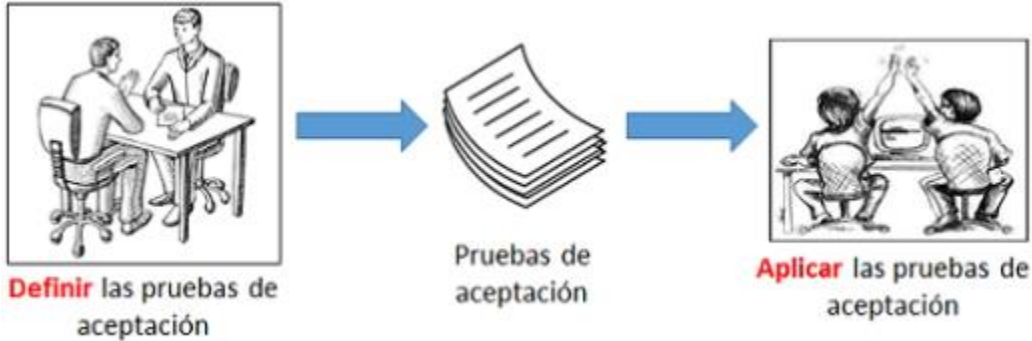 Definir las pruebas de
aceptación
Pruebas de
aceptación
Aplicar las pruebas de
aceptación